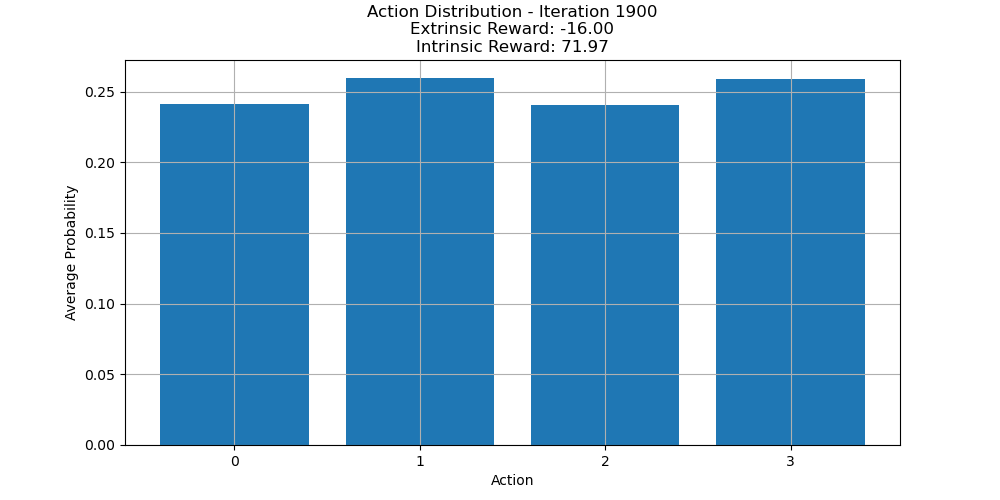 Action Distribution - Iteration 1900
Extrinsic Reward: -16.00
Intrinsic Reward: 71.97
Average Probability
0.25
0.20
0.15
0.10
0.05
0.00
0 1 2 3
Action